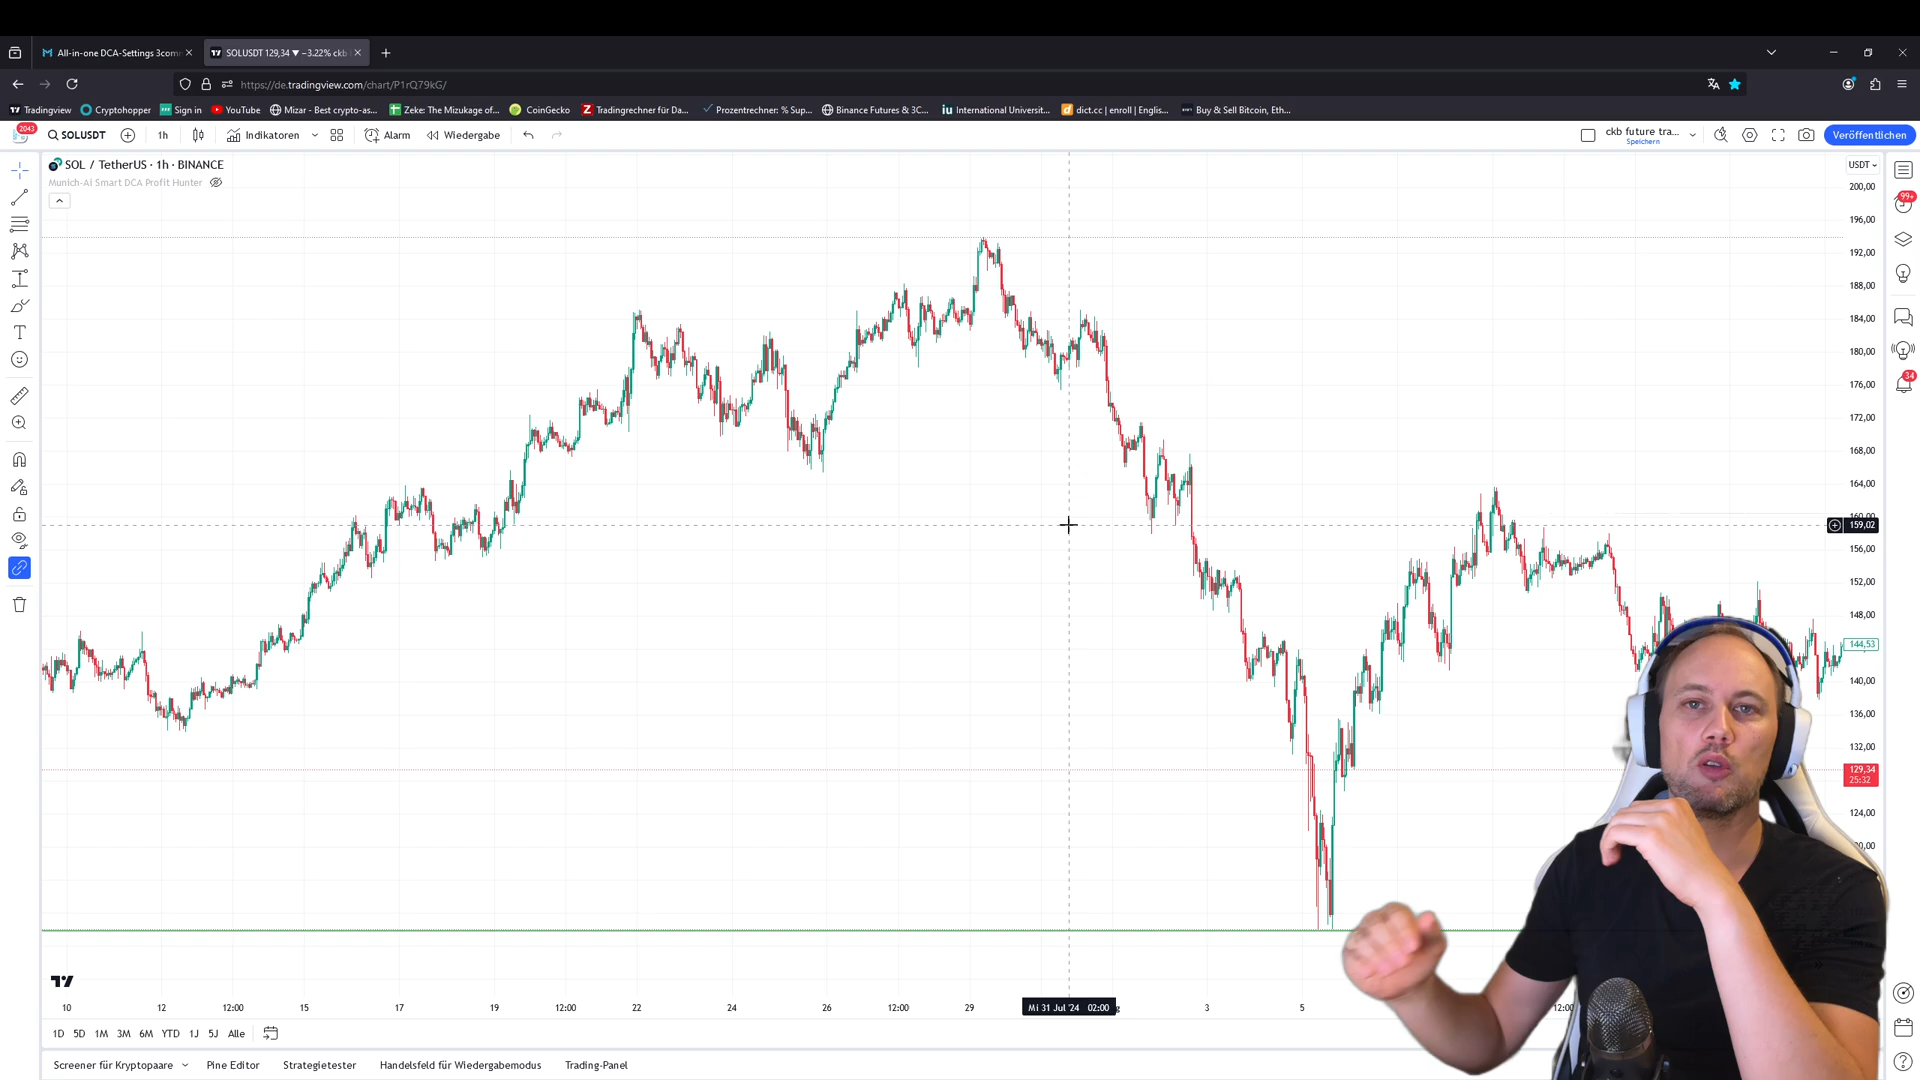 All-in-one DCA-Settings 3com
SOLUSDT 129,34 ▼ −3.22% ckb
https://de.tradingview.com/chart/P1rQ79kG/
Tradingview
Cryptohopper
Sign in
YouTube
Mizar - Best crypto-as...
Zeke: The Mizukage of...
CoinGecko
Tradingrechner für Da...
Prozentrechner: % Sup...
Binance Futures & 3C...
International Universit...
dict.cc | enroll | Englis...
Buy & Sell Bitcoin, Eth...
2043
SOLUSDT
1h
Indikatoren
Alarm
Wiedergabe
ckb future tra...
Speichern
Veröffentlichen
SOL / TetherUS · 1h · BINANCE
Munich-AI Smart DCA Profit Hunter
USDT
99+
34
200,00
196,00
192,00
188,00
184,00
180,00
176,00
172,00
168,00
164,00
160,00
159,02
156,00
152,00
148,00
144,53
140,00
136,00
132,00
129,34
25:32
124,00
10
12
12:00
15
17
19
12:00
22
24
26
12:00
29
Mi 31 Jul '24 02:00
3
5
1D
5D
1M
3M
6M
YTD
1J
5J
Alle
Screener für Kryptopaare
Pine Editor
Strategietester
Handelsfeld für Wiedergabemodus
Trading-Panel